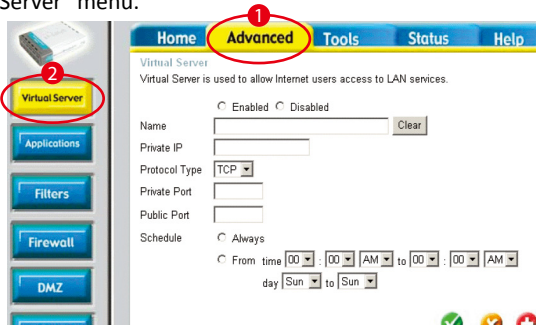 Server" menu.
1
Home Advanced Tools Status Help
2
Virtual Server
Applications
Filters
Firewall
DMZ
Virtual Server
Virtual Server is used to allow Internet users access to LAN services.
Enabled Disabled
Name Clear
Private IP
Protocol Type TCP
Private Port
Public Port
Schedule Always
From time 00 : 00 AM to 00 : 00 AM
day Sun to Sun